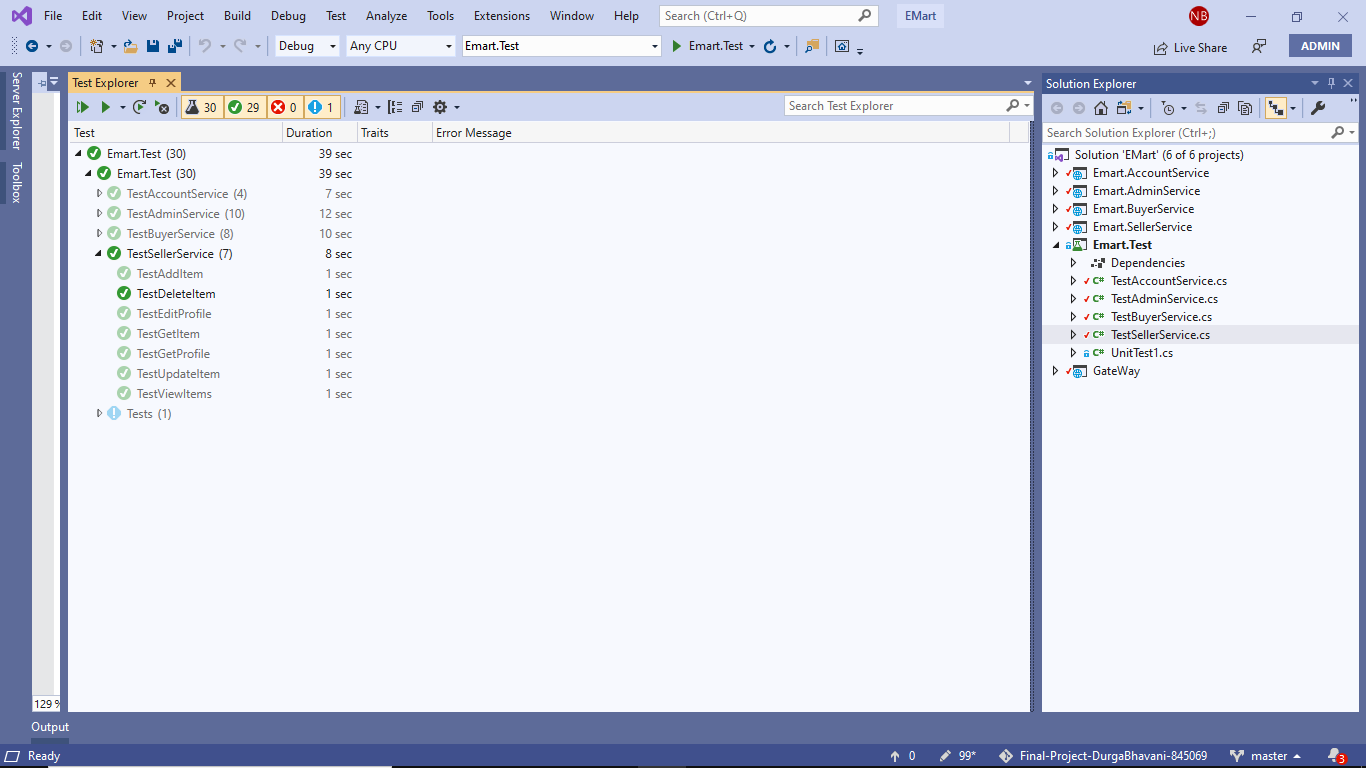 File Edit View Project Build Debug Test Analyze Tools Extensions Window Help Search (Ctrl+Q) EMart NB
Debug Any CPU Emart.Test Emart.Test Live Share ADMIN
Server Explorer
Toolbox
Test Explorer
30 29 0 1 Search Test Explorer
Test Duration Traits Error Message
Emart.Test (30) 39 sec
Emart.Test (30) 39 sec
TestAccountService (4) 7 sec
TestAdminService (10) 12 sec
TestBuyerService (8) 10 sec
TestSellerService (7) 8 sec
TestAddItem 1 sec
TestDeleteItem 1 sec
TestEditProfile 1 sec
TestGetItem 1 sec
TestGetProfile 1 sec
TestUpdateItem 1 sec
TestViewItems 1 sec
Tests (1)
Solution Explorer
Search Solution Explorer (Ctrl+;)
Solution 'EMart' (6 of 6 projects)
Emart.AccountService
Emart.AdminService
Emart.BuyerService
Emart.SellerService
Emart.Test
Dependencies
C# TestAccountService.cs
C# TestAdminService.cs
C# TestBuyerService.cs
C# TestSellerService.cs
C# UnitTest1.cs
GateWay
129 %
Output
Ready 0 99* Final-Project-DurgaBhavani-845069 master 3